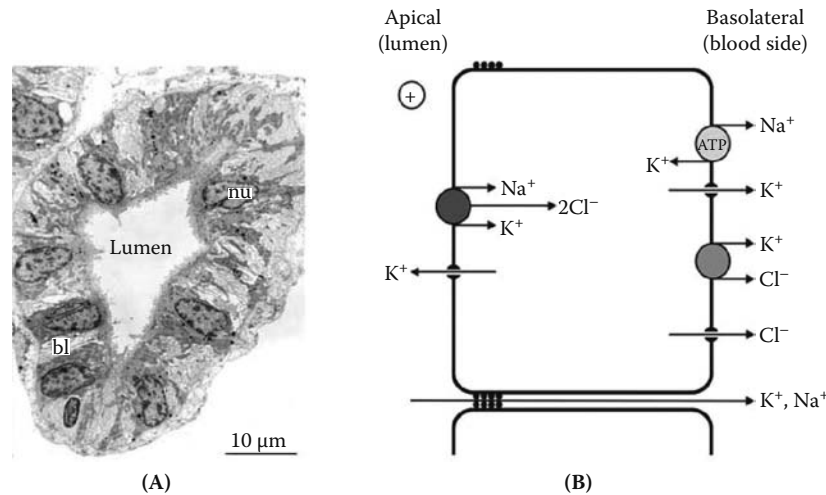 Apical
(lumen)
Basolateral
(blood side)
+
nu
Lumen
bl
10 µm
Na⁺
2Cl⁻
K⁺
K⁺
ATP
Na⁺
K⁺
K⁺
K⁺
Cl⁻
Cl⁻
K⁺, Na⁺
(A)
(B)